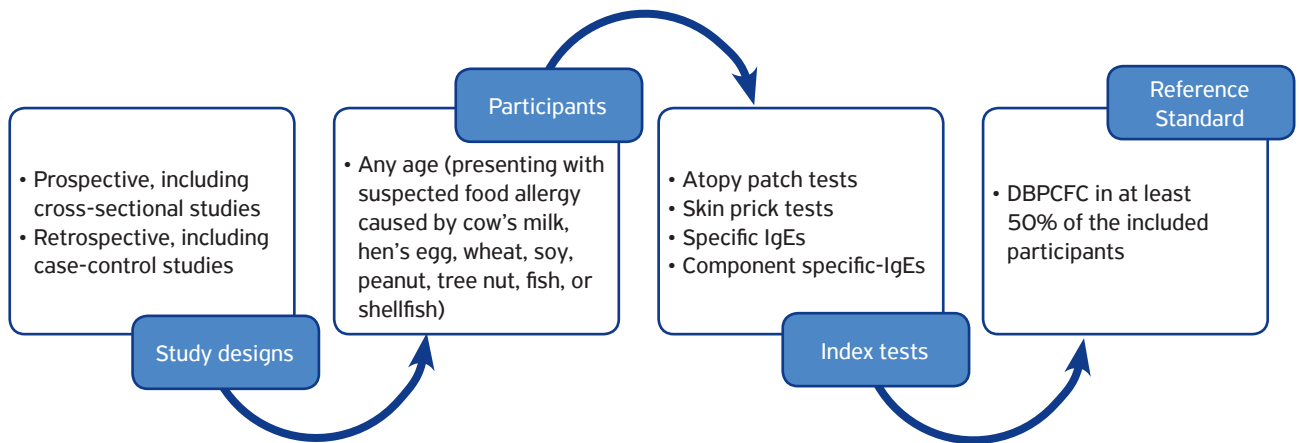 • Prospective, including
cross-sectional studies
• Retrospective, including
case-control studies
Study designs
Participants
• Any age (presenting with
suspected food allergy
caused by cow's milk,
hen's egg, wheat, soy,
peanut, tree nut, fish, or
shellfish)
• Atopy patch tests
• Skin prick tests
• Specific IgEs
• Component specific-IgEs
Index tests
Reference
Standard
• DBPCFC in at least
50% of the included
participants